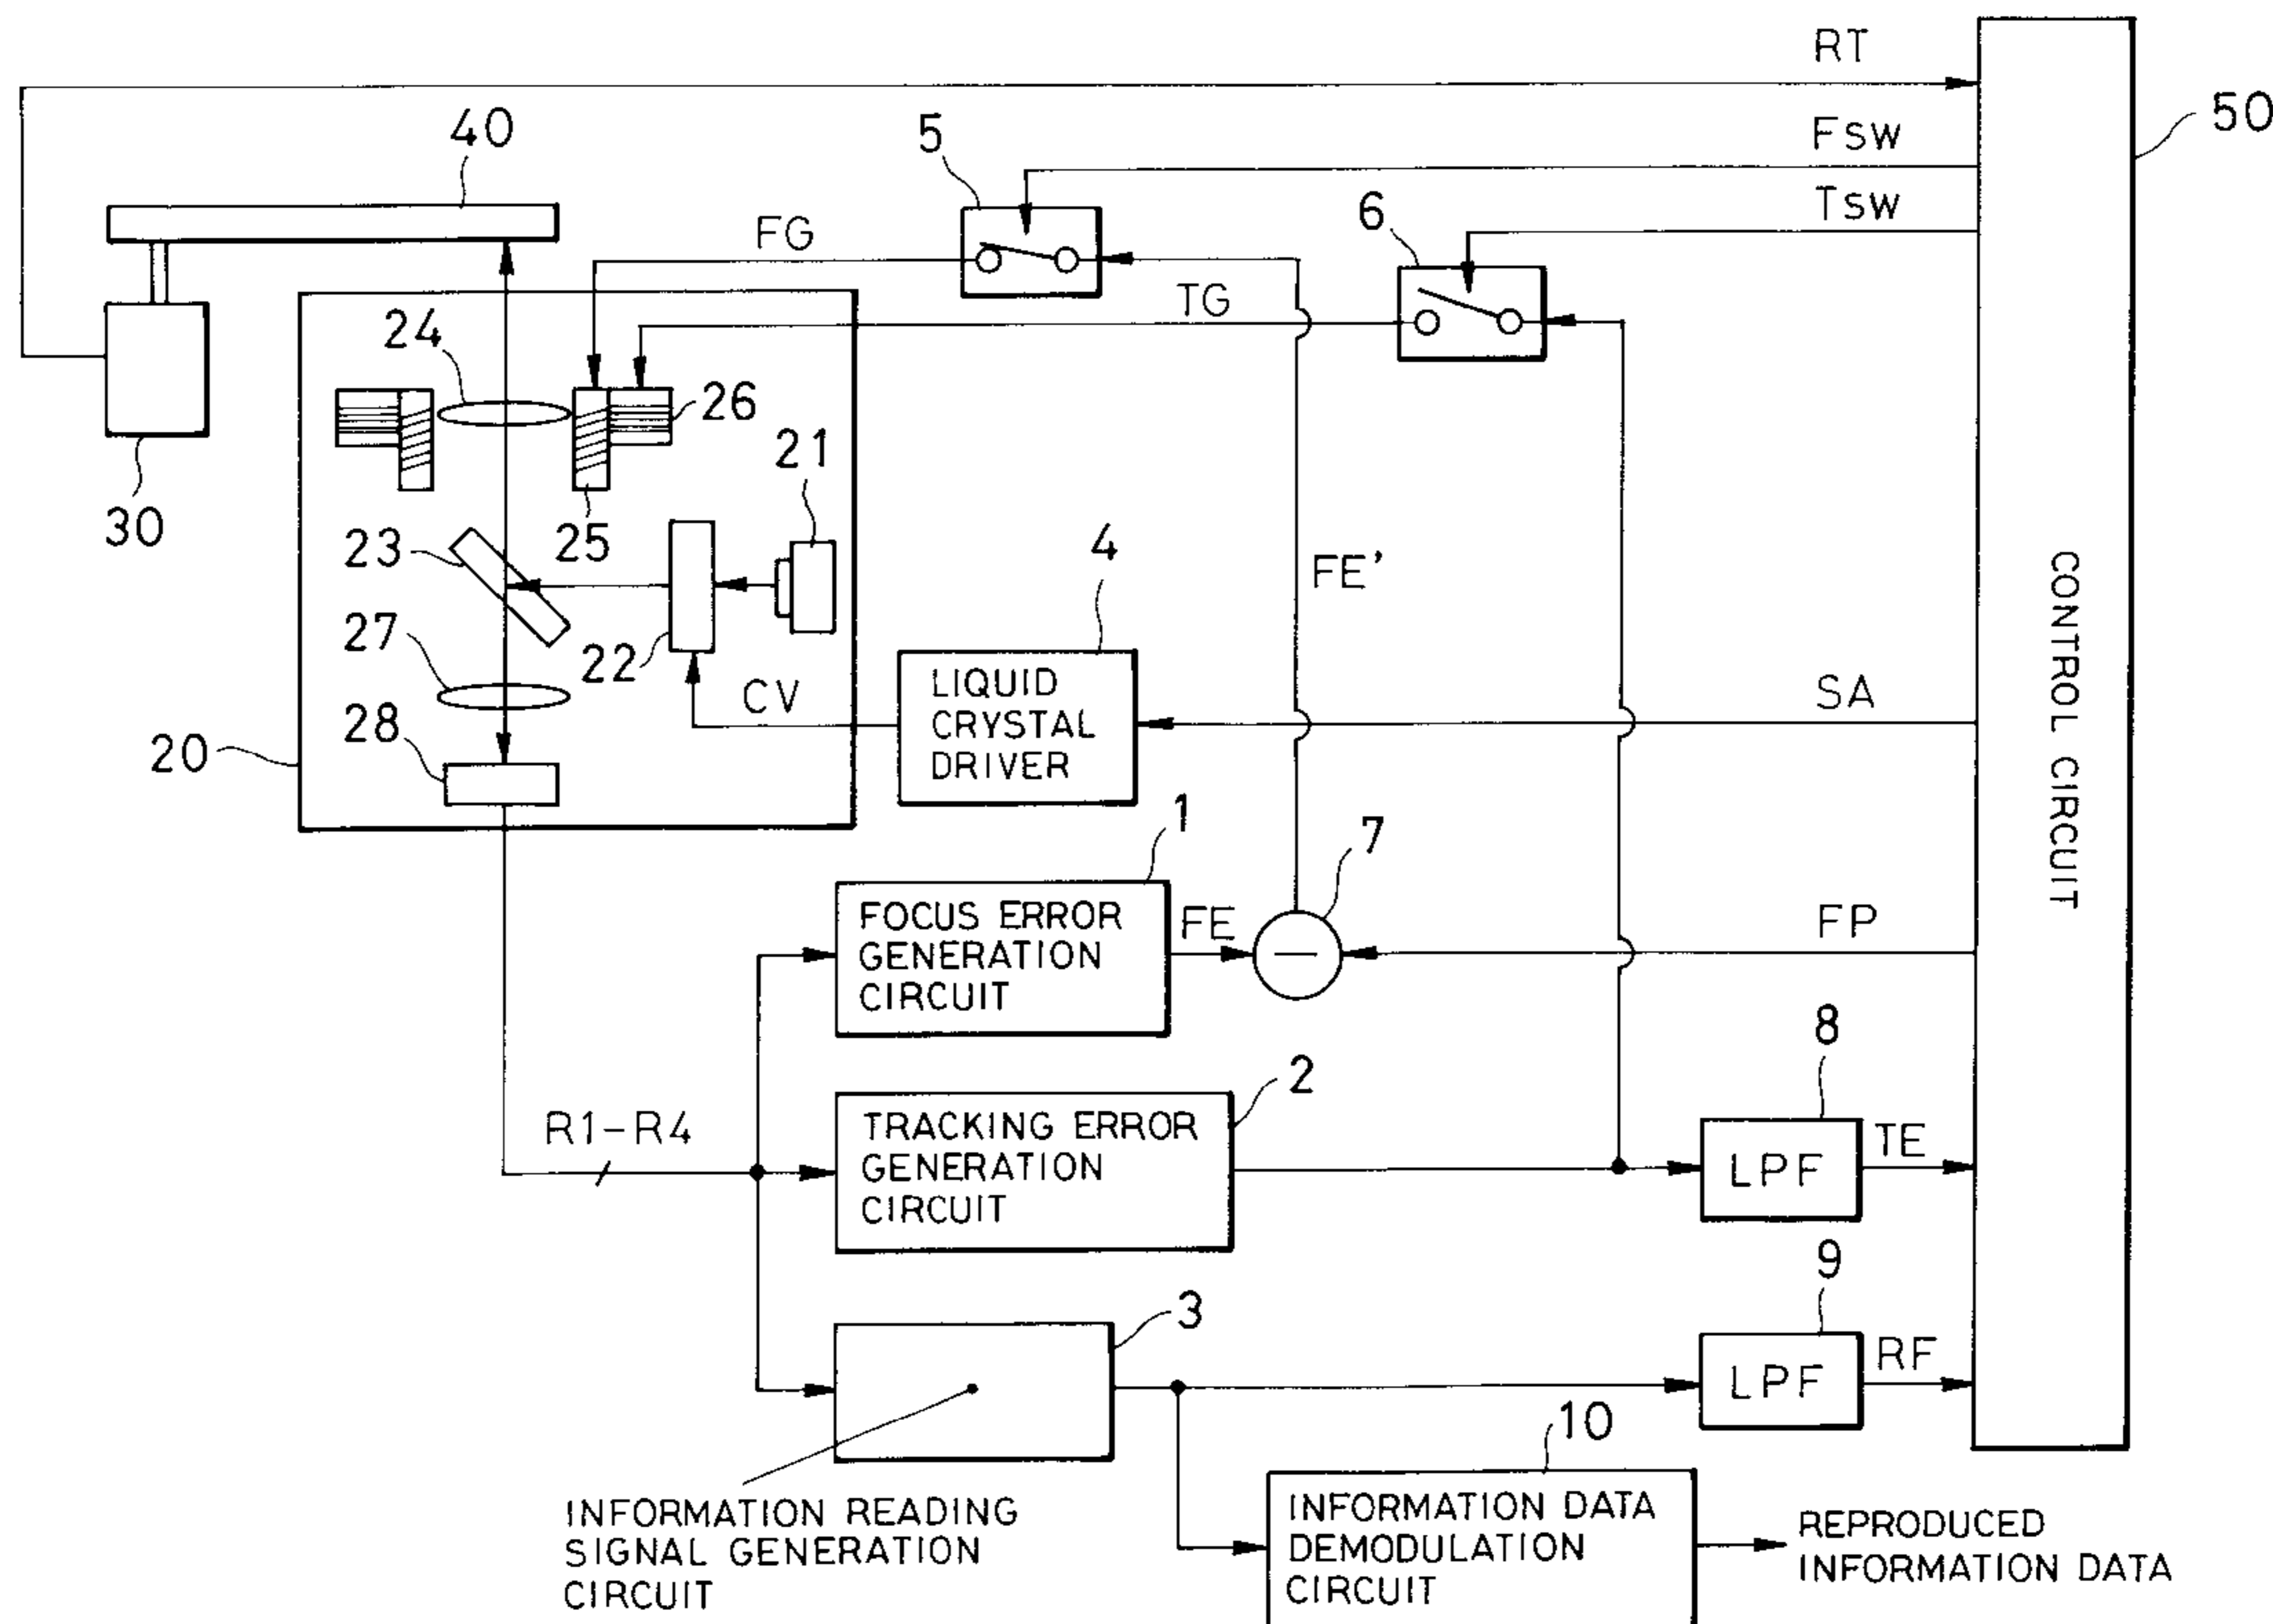 RT
40
50
FSW
5
TSW
6
FG
TG
24
26
21
30
25
23
4
FE'
CONTROL CIRCUIT
27
22
LIQUID
CRYSTAL
DRIVER
CV
SA
28
20
1
7
FOCUS ERROR
GENERATION
CIRCUIT
FE
FP
8
2
R1-R4
TRACKING ERROR
GENERATION
CIRCUIT
LPF
TE
9
3
LPF
RF
10
INFORMATION READING
SIGNAL GENERATION
CIRCUIT
INFORMATION DATA
DEMODULATION
CIRCUIT
REPRODUCED
INFORMATION DATA